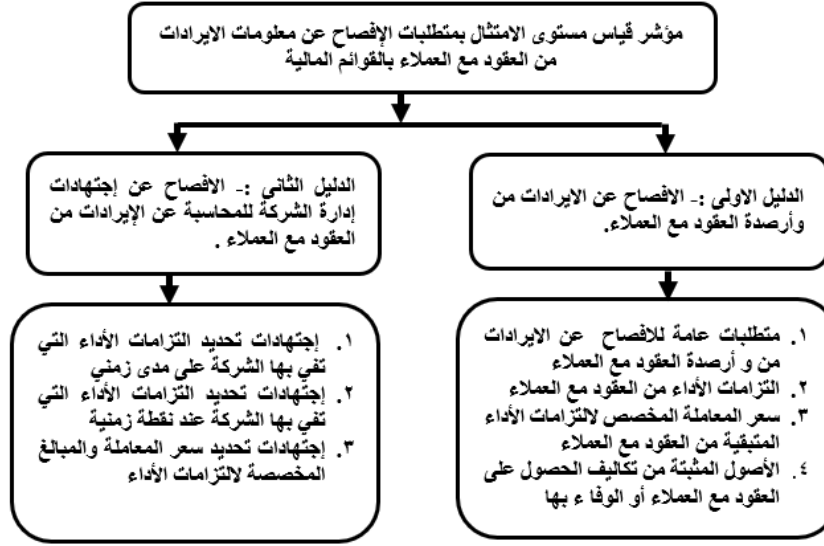 مؤشر قياس مستوى الامتثال بمتطلبات الإفصاح عن معلومات الايرادات
من العقود مع العملاء بالقوائم المالية
الدليل الاولى :- الافصاح عن الايرادات من
وأرصدة العقود مع العملاء.
الدليل الثانى :- الافصاح عن إجتهادات
إدارة الشركة للمحاسبة عن الإيرادات من
العقود مع العملاء .
١. متطلبات عامة للافصاح عن الايرادات
من و أرصدة العقود مع العملاء
٢. التزامات الأداء من العقود مع العملاء
٣. سعر المعاملة المخصص لالتزامات الأداء
المتبقية من العقود مع العملاء
٤. الأصول المثبتة من تكاليف الحصول على
العقود مع العملاء أو الوفا ء بها
١. إجتهادات تحديد التزامات الأداء التي
تفي بها الشركة على مدى زمني
٢. إجتهادات تحديد التزامات الأداء التي
تفي بها الشركة عند نقطة زمنية
٣. إجتهادات تحديد سعر المعاملة والمبالغ
المخصصة لالتزامات الأداء